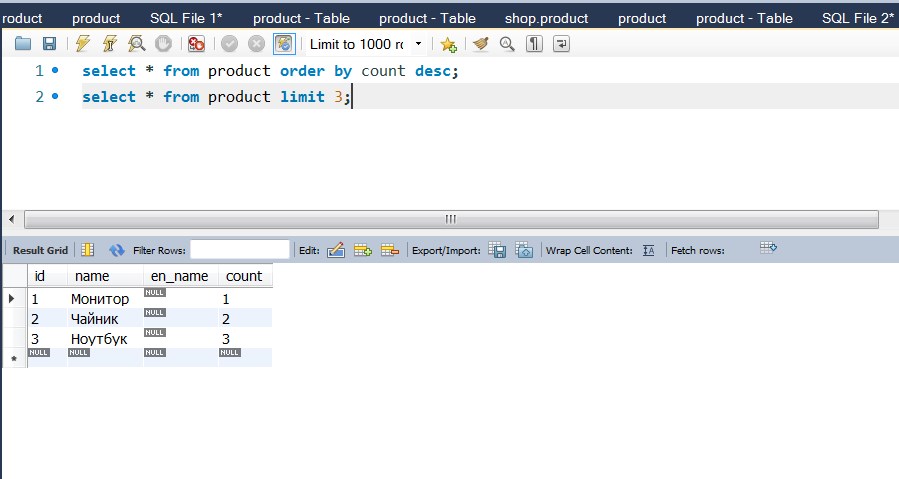 roduct product SQL File 1* product - Table product - Table shop.product product product - Table SQL File 2*
Limit to 1000 rc
1 select * from product order by count desc;
2 select * from product limit 3;
Result Grid Filter Rows: Edit: Export/Import: Wrap Cell Content: Fetch rows:
id name en_name count
1 Монитор NULL 1
2 Чайник NULL 2
3 Ноутбук NULL 3
* NULL NULL NULL NULL